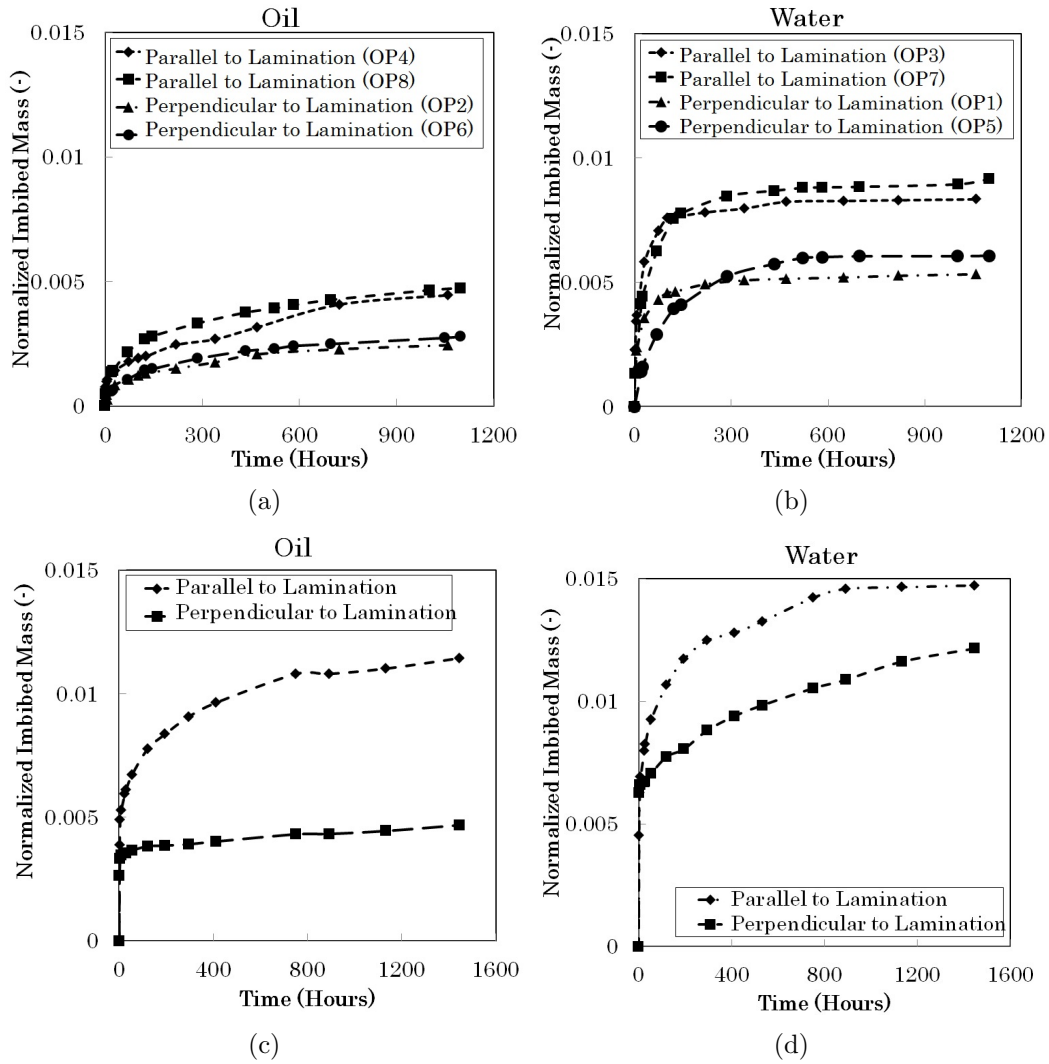 Oil
Normalized Imbibed Mass (-)
0.015
0.01
0.005
0
Parallel to Lamination (OP4)
Parallel to Lamination (OP8)
Perpendicular to Lamination (OP2)
Perpendicular to Lamination (OP6)
0 300 600 900 1200
Time (Hours)
(a)
Water
Normalized Imbibed Mass (-)
0.015
0.01
0.005
0
Parallel to Lamination (OP3)
Parallel to Lamination (OP7)
Perpendicular to Lamination (OP1)
Perpendicular to Lamination (OP5)
0 300 600 900 1200
Time (Hours)
(b)
Oil
Normalized Imbibed Mass (-)
0.015
0.01
0.005
0
Parallel to Lamination
Perpendicular to Lamination
0 400 800 1200 1600
Time (Hours)
(c)
Water
Normalized Imbibed Mass (-)
0.015
0.01
0.005
0
Parallel to Lamination
Perpendicular to Lamination
0 400 800 1200 1600
Time (Hours)
(d)